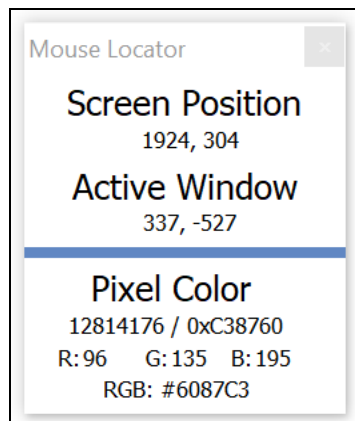 Mouse Locator ×
Screen Position
1924, 304
Active Window
337, -527
Pixel Color
12814176 / 0xC38760
R: 96 G: 135 B: 195
RGB: #6087C3